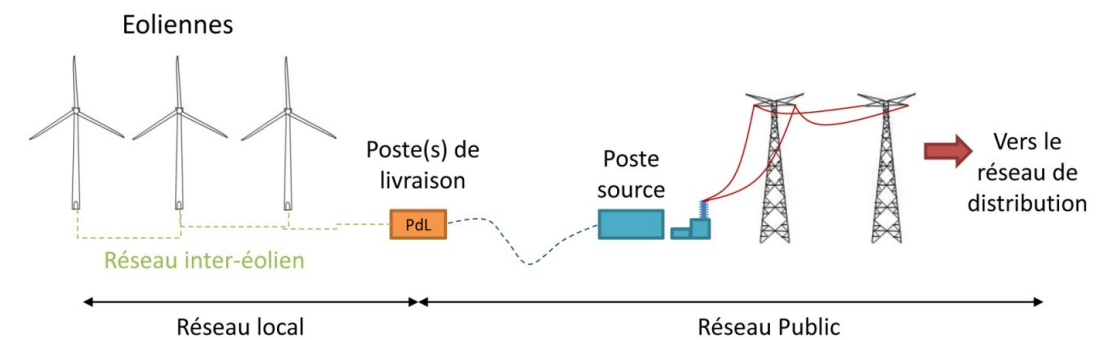 Eoliennes
Poste(s) de
livraison
PdL
Poste
source
Vers le
réseau de
distribution
Réseau inter-éolien
Réseau local
Réseau Public